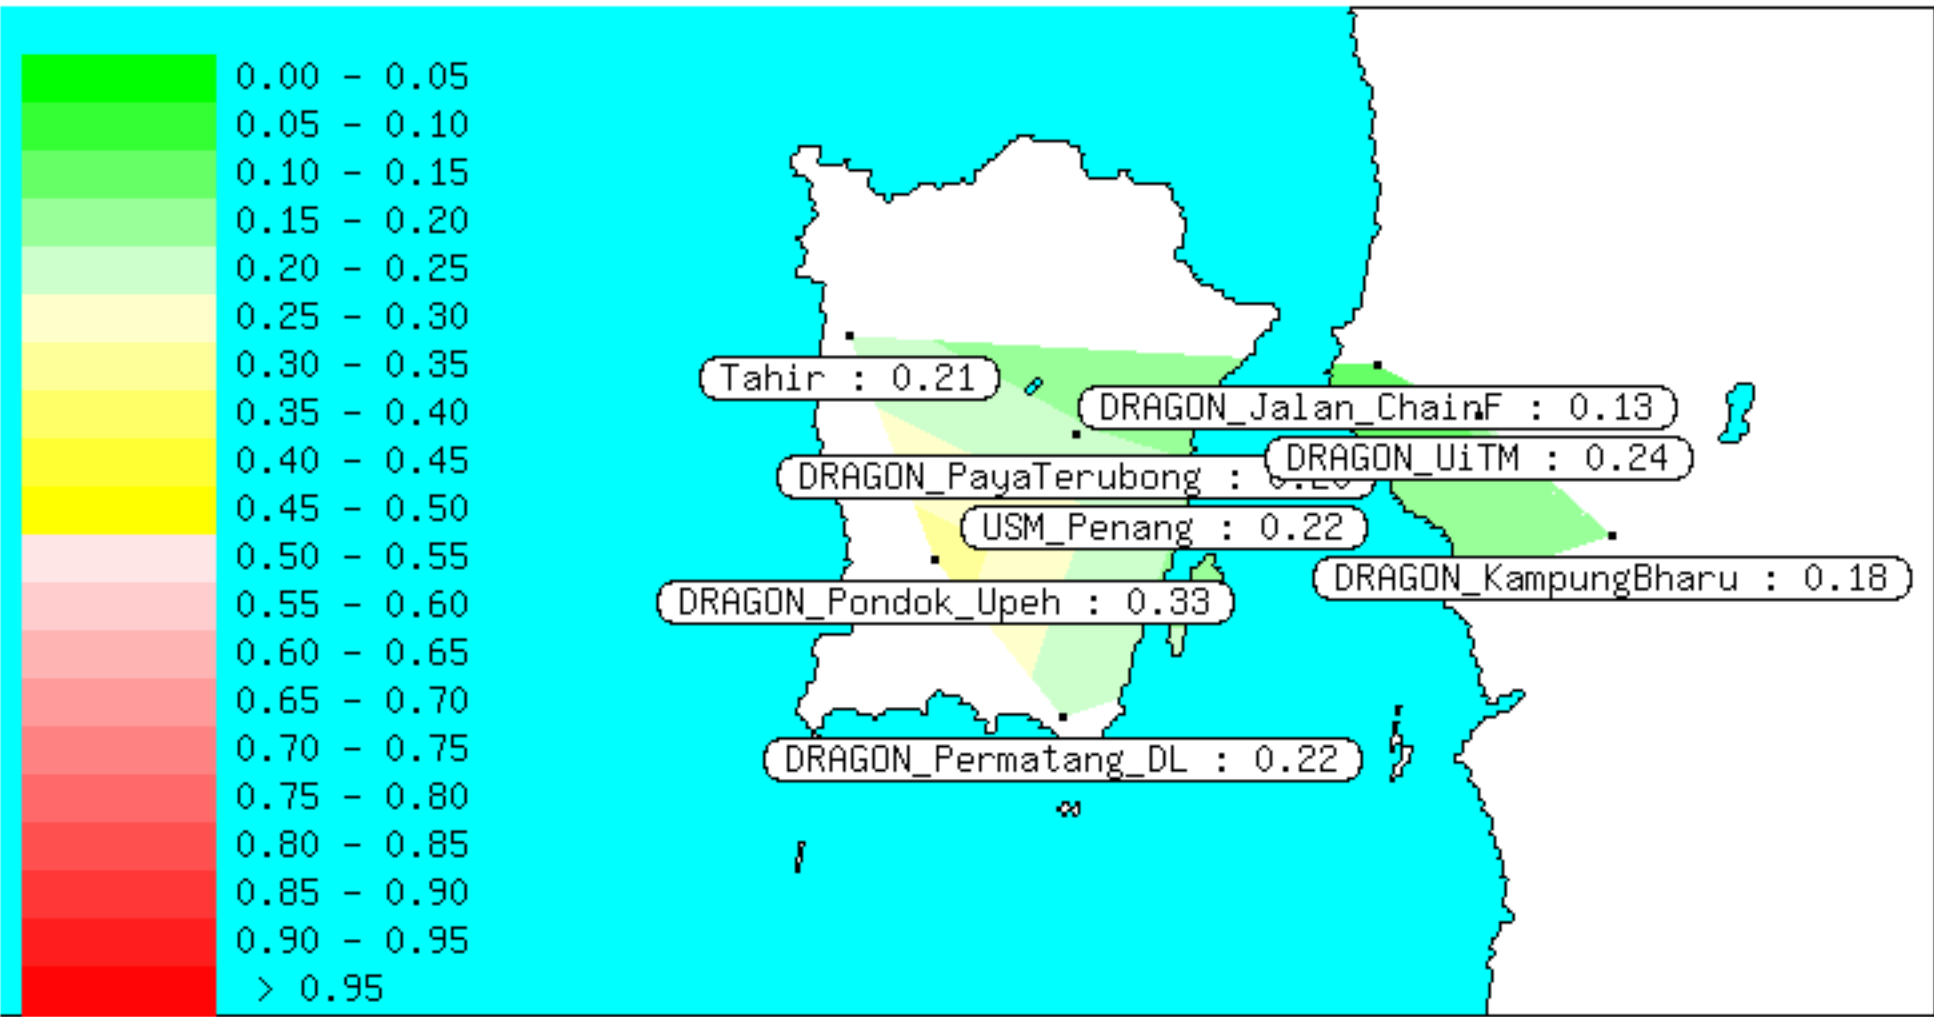 0.00 - 0.05
0.05 - 0.10
0.10 - 0.15
0.15 - 0.20
0.20 - 0.25
0.25 - 0.30
0.30 - 0.35
0.35 - 0.40
0.40 - 0.45
0.45 - 0.50
0.50 - 0.55
0.55 - 0.60
0.60 - 0.65
0.65 - 0.70
0.70 - 0.75
0.75 - 0.80
0.80 - 0.85
0.85 - 0.90
0.90 - 0.95
> 0.95
Tahir : 0.21
DRAGON_Jalan_ChainF : 0.13
DRAGON_UiTM : 0.24
DRAGON_PayaTerubong :
USM_Penang : 0.22
DRAGON_KampungBharu : 0.18
DRAGON_Pondok_Upeh : 0.33
DRAGON_Permatang_DL : 0.22